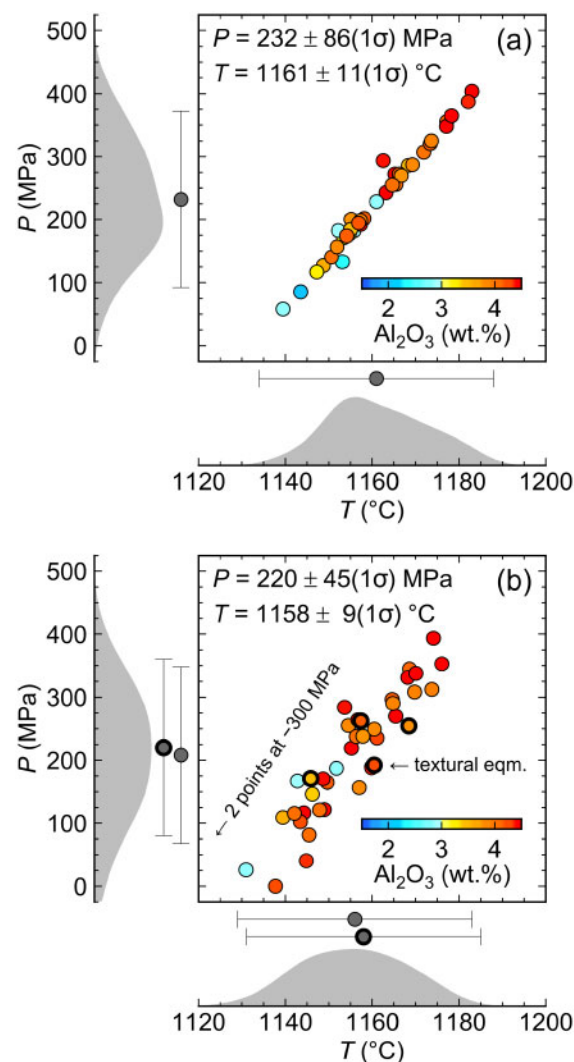 500
400
300
200
100
0
P (MPa)
P = 232 ± 86(1σ) MPa
(a)
T = 1161 ± 11(1σ) °C
2 3 4
Al2O3 (wt.%)
1120 1140 1160 1180 1200
T (°C)
500
400
300
200
100
0
P (MPa)
P = 220 ± 45(1σ) MPa
(b)
T = 1158 ± 9(1σ) °C
← 2 points at −300 MPa
← textural eqm.
2 3 4
Al2O3 (wt.%)
1120 1140 1160 1180 1200
T (°C)